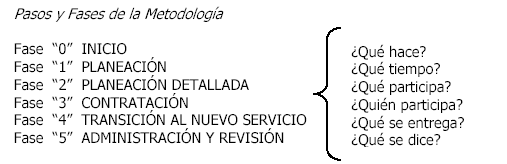 Pasos y Fases de la Metodología
Fase "0" INICIO
Fase "1" PLANEACIÓN
Fase "2" PLANEACIÓN DETALLADA
Fase "3" CONTRATACIÓN
Fase "4" TRANSICIÓN AL NUEVO SERVICIO
Fase "5" ADMINISTRACIÓN Y REVISIÓN
¿Qué hace?
¿Qué tiempo?
¿Qué participa?
¿Quién participa?
¿Qué se entrega?
¿Qué se dice?